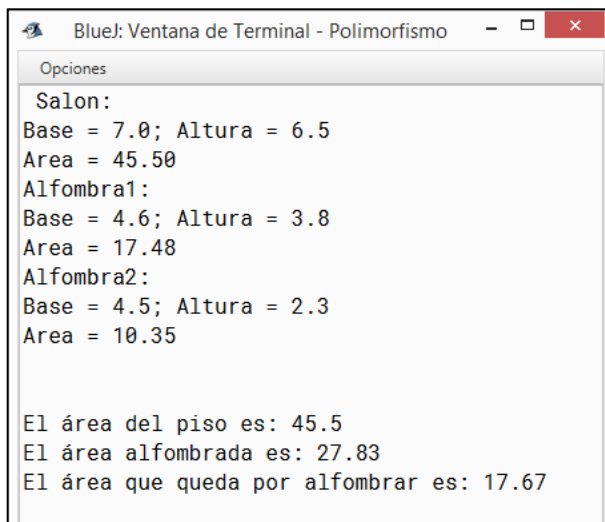 BlueJ: Ventana de Terminal - Polimorfismo
Opciones
Salon:
Base = 7.0; Altura = 6.5
Area = 45.50
Alfombra1:
Base = 4.6; Altura = 3.8
Area = 17.48
Alfombra2:
Base = 4.5; Altura = 2.3
Area = 10.35
El área del piso es: 45.5
El área alfombrada es: 27.83
El área que queda por alfombrar es: 17.67